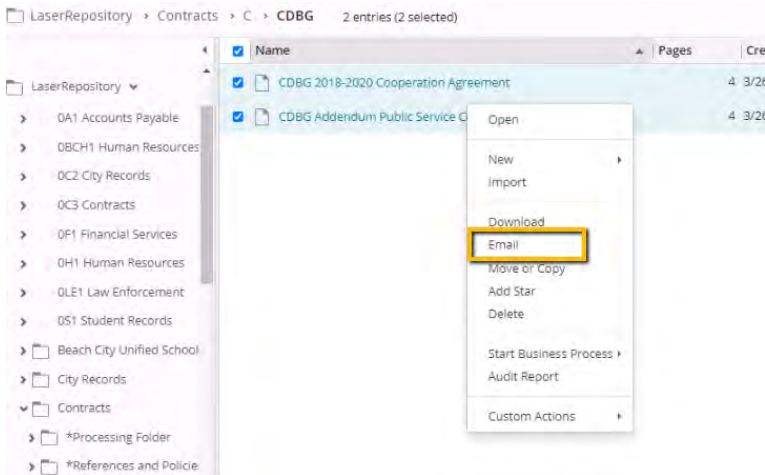 LaserRepository › Contracts › C › CDBG 2 entries (2 selected)
Name Pages Cre
LaserRepository
CDBG 2018-2020 Cooperation Agreement 4 3/26
0A1 Accounts Payable
CDBG Addendum Public Service C 4 3/26
0BCH1 Human Resources
0C2 City Records
0C3 Contracts
0F1 Financial Services
0H1 Human Resources
0LE1 Law Enforcement
0S1 Student Records
Beach City Unified School
City Records
Contracts
*Processing Folder
*References and Policie
Open
New
Import
Download
Email
Move or Copy
Add Star
Delete
Start Business Process
Audit Report
Custom Actions